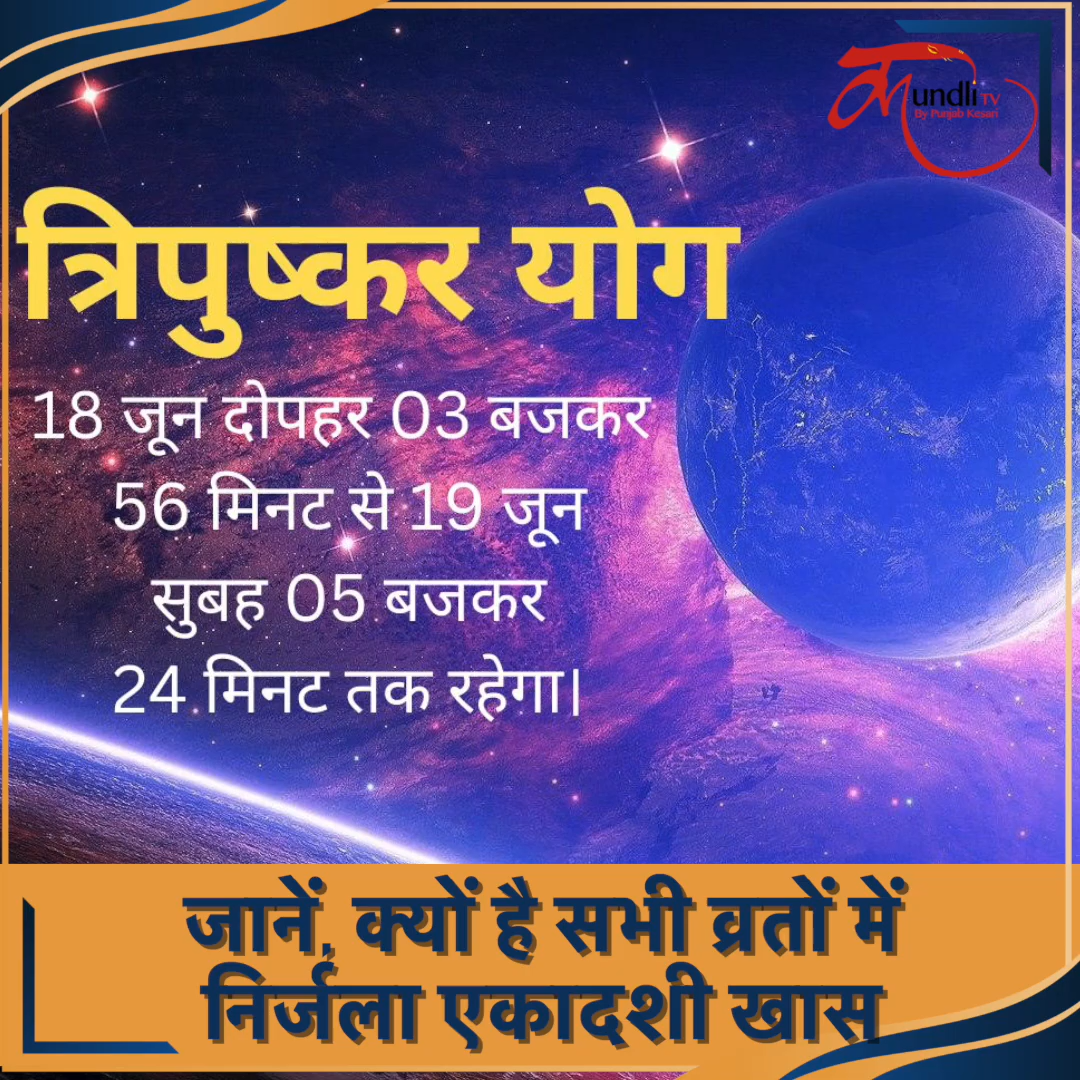 कundli TV
By Punjab Kesari
त्रिपुष्कर योग
18 जून दोपहर 03 बजकर
56 मिनट से 19 जून
सुबह 05 बजकर
24 मिनट तक रहेगा।
जानें, क्यों है सभी व्रतों में
निर्जला एकादशी खास